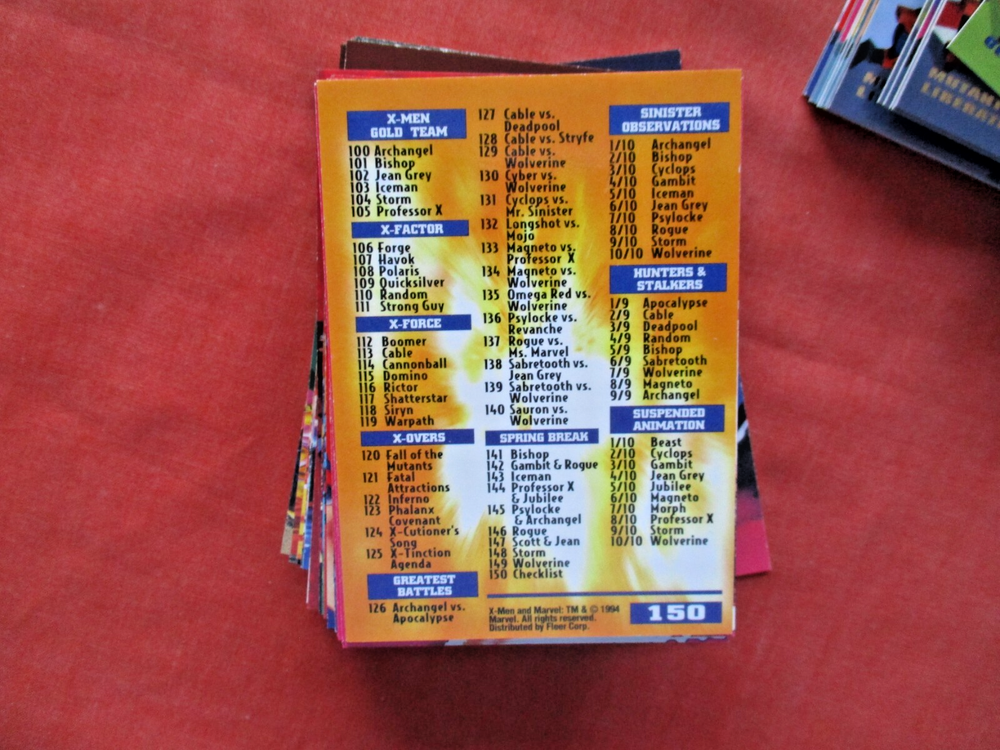 X-MEN
GOLD TEAM
100 Archangel
101 Bishop
102 Jean Grey
103 Iceman
104 Storm
105 Professor X
X-FACTOR
106 Forge
107 Havok
108 Polaris
109 Quicksilver
110 Random
111 Strong Guy
X-FORCE
112 Boomer
113 Cable
114 Cannonball
115 Domino
116 Rictor
117 Shatterstar
118 Siryn
119 Warpath
X-OVERS
120 Fall of the
Mutants
121 Fatal
Attractions
122 Inferno
123 Phalanx
Covenant
124 X-Cutioner's
Song
125 X-Tinction
Agenda
GREATEST
BATTLES
126 Archangel vs.
Apocalypse
127 Cable vs.
Deadpool
128 Cable vs. Stryfe
129 Cable vs.
Wolverine
130 Cyber vs.
Wolverine
131 Cyclops vs.
Mr. Sinister
132 Longshot vs.
Mojo
133 Magneto vs.
Professor X
134 Magneto vs.
Wolverine
135 Omega Red vs.
Wolverine
136 Psylocke vs.
Revanche
137 Rogue vs.
Ms. Marvel
138 Sabretooth vs.
Jean Grey
139 Sabretooth vs.
Wolverine
140 Sauron vs.
Wolverine
SPRING BREAK
141 Bishop
142 Gambit & Rogue
143 Iceman
144 Professor X
& Jubilee
145 Psylocke
& Archangel
146 Rogue
147 Scott & Jean
148 Storm
149 Wolverine
150 Checklist
SINISTER
OBSERVATIONS
1/10 Archangel
2/10 Bishop
3/10 Cyclops
4/10 Gambit
5/10 Iceman
6/10 Jean Grey
7/10 Psylocke
8/10 Rogue
9/10 Storm
10/10 Wolverine
HUNTERS &
STALKERS
1/9 Apocalypse
2/9 Cable
3/9 Deadpool
4/9 Random
5/9 Bishop
6/9 Sabretooth
7/9 Wolverine
8/9 Magneto
9/9 Archangel
SUSPENDED
ANIMATION
1/10 Beast
2/10 Cyclops
3/10 Gambit
4/10 Jean Grey
5/10 Jubilee
6/10 Magneto
7/10 Morph
8/10 Professor X
9/10 Storm
10/10 Wolverine
X-Men and Marvel: TM & © 1994
Marvel. All rights reserved.
Distributed by Fleer Corp.
150